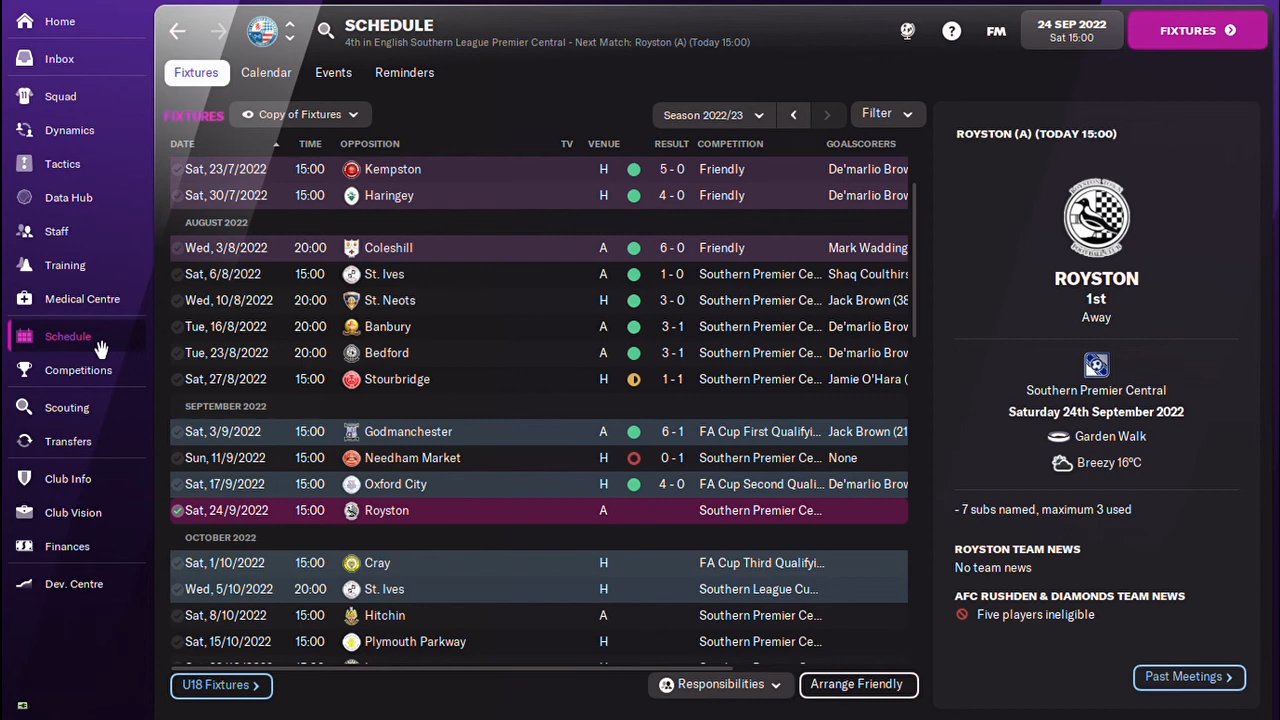 Home
Inbox
Squad
Dynamics
Tactics
Data Hub
Staff
Training
Medical Centre
Schedule
Competitions
Scouting
Transfers
Club Info
Club Vision
Finances
Dev. Centre
SCHEDULE
4th in English Southern League Premier Central - Next Match: Royston (A) (Today 15:00)
FM
24 SEP 2022
Sat 15:00
FIXTURES
Fixtures Calendar Events Reminders
FIXTURES Copy of Fixtures Season 2022/23 Filter
DATE TIME OPPOSITION TV VENUE RESULT COMPETITION GOALSCORERS
Sat, 23/7/2022 15:00 Kempston H 5 - 0 Friendly De'marlio Brow
Sat, 30/7/2022 15:00 Haringey H 4 - 0 Friendly De'marlio Brow
AUGUST 2022
Wed, 3/8/2022 20:00 Coleshill A 6 - 0 Friendly Mark Wadding
Sat, 6/8/2022 15:00 St. Ives A 1 - 0 Southern Premier Ce... Shaq Coulthirs
Wed, 10/8/2022 20:00 St. Neots H 3 - 0 Southern Premier Ce... Jack Brown (38
Tue, 16/8/2022 20:00 Banbury A 3 - 1 Southern Premier Ce... De'marlio Brow
Tue, 23/8/2022 20:00 Bedford A 3 - 1 Southern Premier Ce... De'marlio Brow
Sat, 27/8/2022 15:00 Stourbridge H 1 - 1 Southern Premier Ce... Jamie O'Hara (
SEPTEMBER 2022
Sat, 3/9/2022 15:00 Godmanchester A 6 - 1 FA Cup First Qualifyi... Jack Brown (21
Sun, 11/9/2022 15:00 Needham Market H 0 - 1 Southern Premier Ce... None
Sat, 17/9/2022 15:00 Oxford City H 4 - 0 FA Cup Second Quali... De'marlio Brow
Sat, 24/9/2022 15:00 Royston A Southern Premier Ce...
OCTOBER 2022
Sat, 1/10/2022 15:00 Cray H FA Cup Third Qualifyi...
Wed, 5/10/2022 20:00 St. Ives H Southern League Cu...
Sat, 8/10/2022 15:00 Hitchin A Southern Premier Ce...
Sat, 15/10/2022 15:00 Plymouth Parkway H Southern Premier Ce...
U18 Fixtures Responsibilities Arrange Friendly
ROYSTON (A) (TODAY 15:00)
ROYSTON
1st
Away
Southern Premier Central
Saturday 24th September 2022
Garden Walk
Breezy 16°C
- 7 subs named, maximum 3 used
ROYSTON TEAM NEWS
No team news
AFC RUSHDEN & DIAMONDS TEAM NEWS
Five players ineligible
Past Meetings